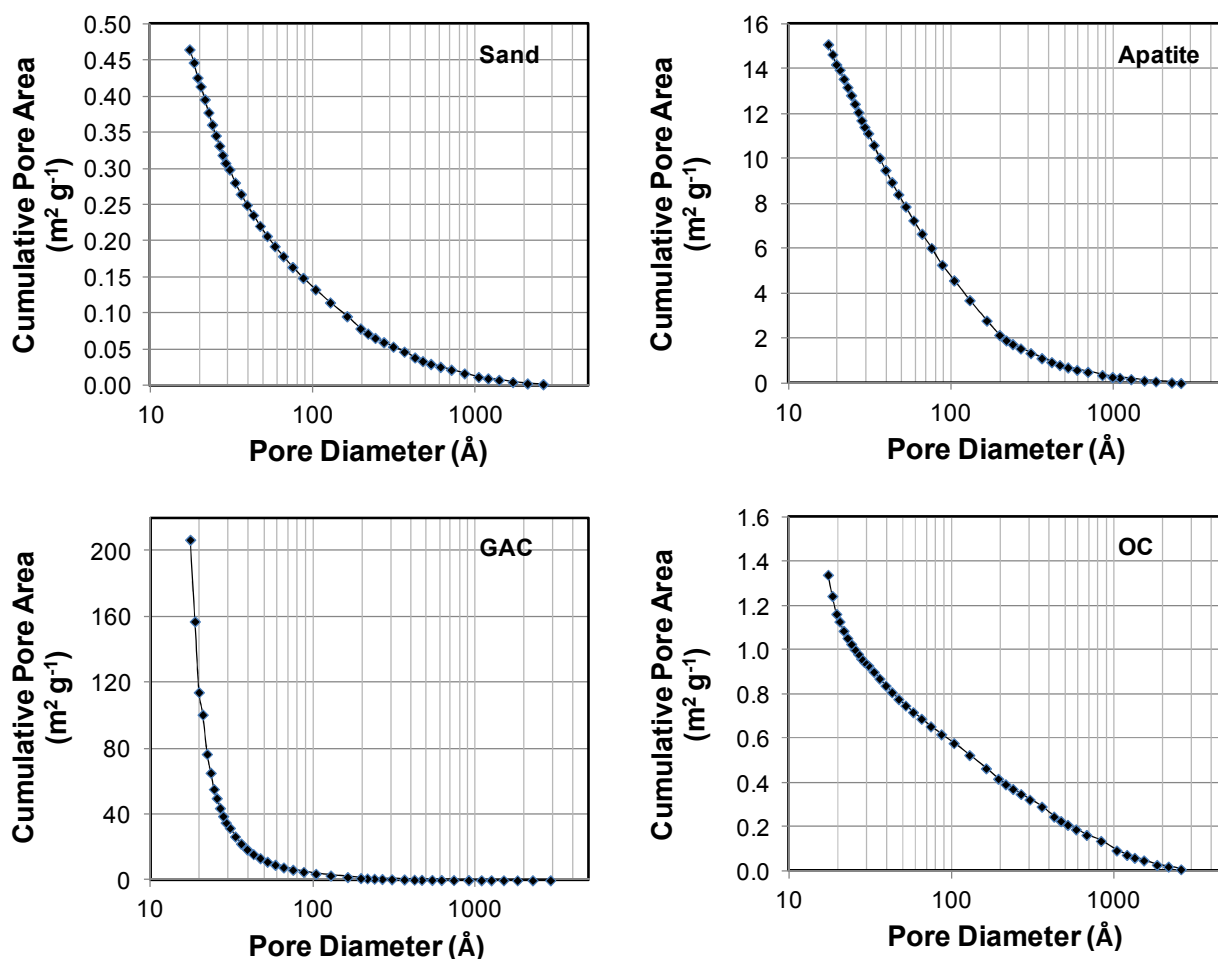 0.50
0.45
0.40
0.35
0.30
0.25
0.20
0.15
0.10
0.05
0.00
Cumulative Pore Area
(m² g⁻¹)
Sand
10 100 1000
Pore Diameter (Å)
16
14
12
10
8
6
4
2
0
Cumulative Pore Area
(m² g⁻¹)
Apatite
10 100 1000
Pore Diameter (Å)
200
160
120
80
40
0
Cumulative Pore Area
(m² g⁻¹)
GAC
10 100 1000
Pore Diameter (Å)
1.6
1.4
1.2
1.0
0.8
0.6
0.4
0.2
0.0
Cumulative Pore Area
(m² g⁻¹)
OC
10 100 1000
Pore Diameter (Å)